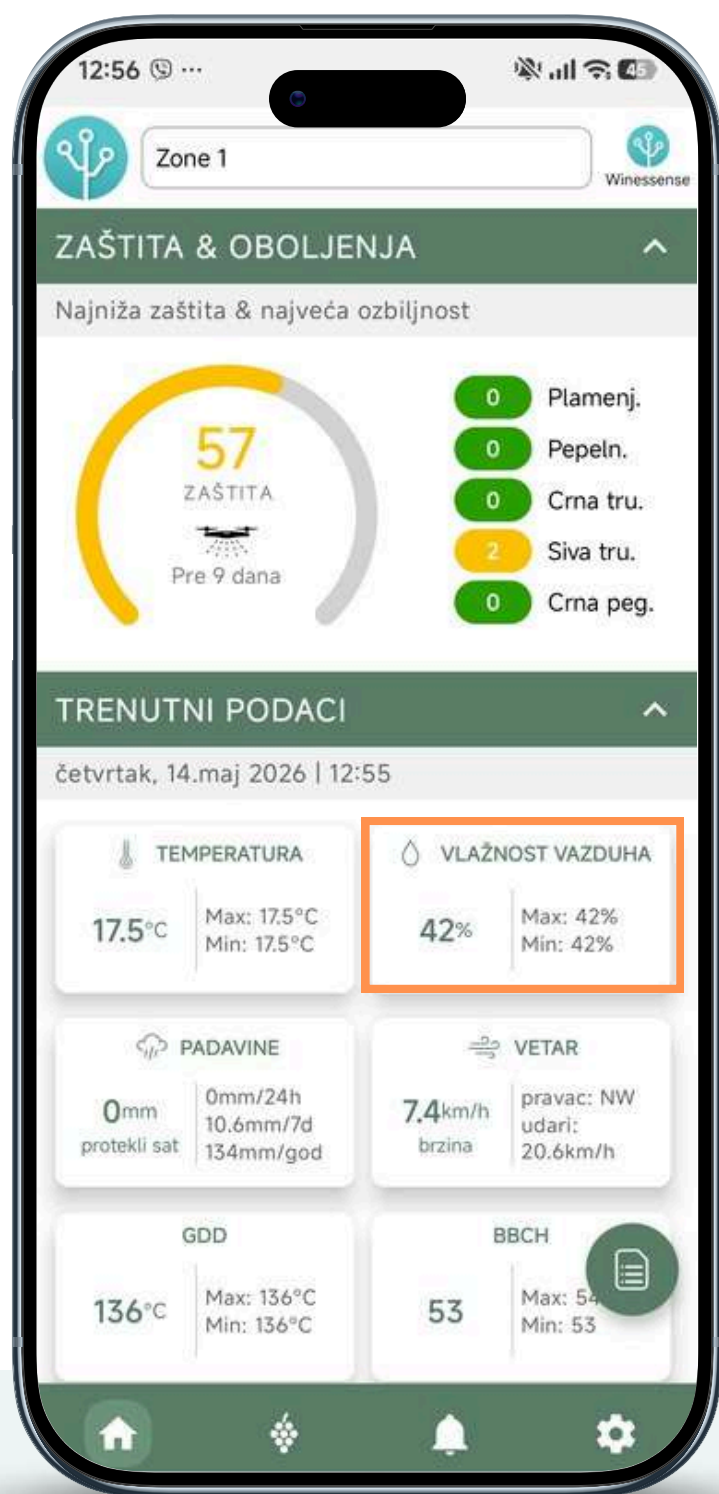 12:56 ...
45
Zone 1
Winessense
ZAŠTITA & OBOLJENJA
Najniža zaštita & najveća ozbiljnost
57
ZAŠTITA
Pre 9 dana
0 Plamenj.
0 Pepeln.
0 Crna tru.
2 Siva tru.
0 Crna peg.
TRENUTNI PODACI
četvrtak, 14.maj 2026 | 12:55
TEMPERATURA
17.5°C
Max: 17.5°C
Min: 17.5°C
VLAŽNOST VAZDUHA
42%
Max: 42%
Min: 42%
PADAVINE
0mm
protekli sat
0mm/24h
10.6mm/7d
134mm/god
VETAR
7.4km/h
brzina
pravac: NW
udari:
20.6km/h
GDD
136°C
Max: 136°C
Min: 136°C
BBCH
53
Max: 54
Min: 53